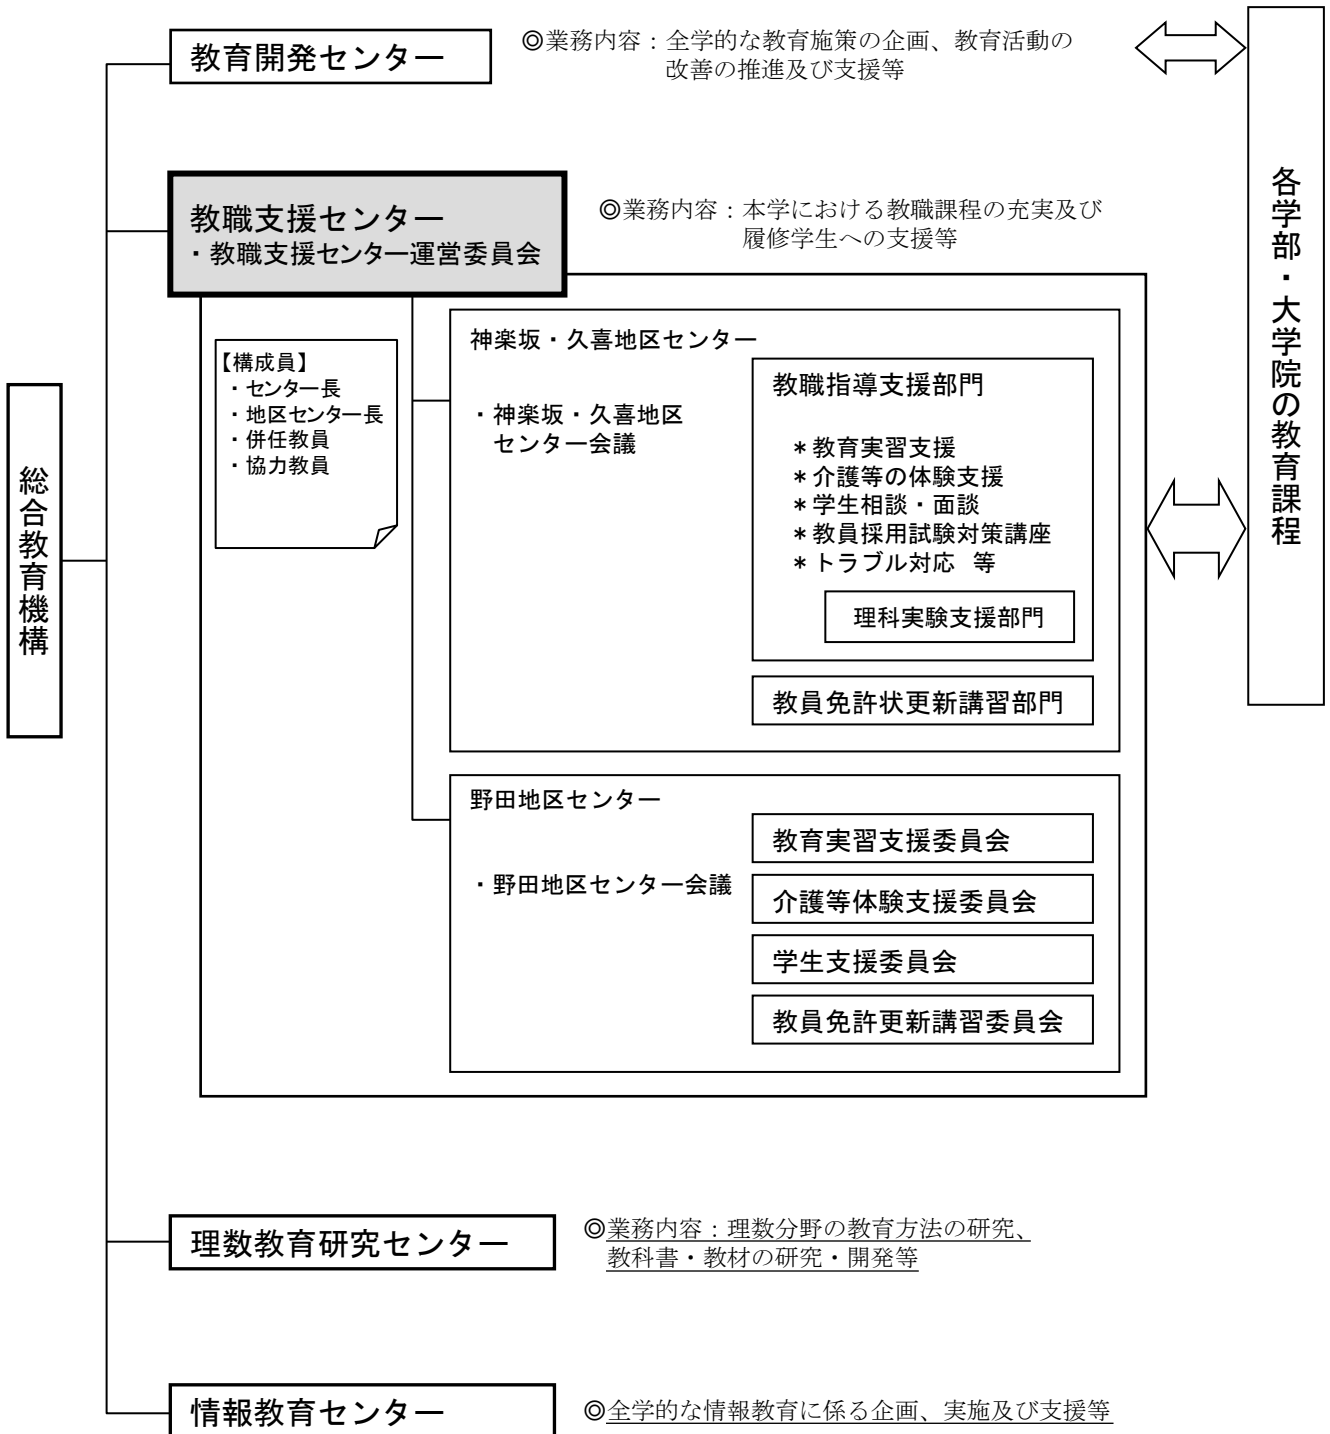 教育開発センター
◎業務内容：全学的な教育施策の企画、教育活動の
改善の推進及び支援等
教職支援センター
・教職支援センター運営委員会
◎業務内容：本学における教職課程の充実及び
履修学生への支援等
各学部・大学院の教育課程
総合教育機構
【構成員】
・センター長
・地区センター長
・併任教員
・協力教員
神楽坂・久喜地区センター
・神楽坂・久喜地区
センター会議
教職指導支援部門
＊教育実習支援
＊介護等の体験支援
＊学生相談・面談
＊教員採用試験対策講座
＊トラブル対応 等
理科実験支援部門
教員免許状更新講習部門
野田地区センター
・野田地区センター会議
教育実習支援委員会
介護等体験支援委員会
学生支援委員会
教員免許更新講習委員会
理数教育研究センター
◎業務内容：理数分野の教育方法の研究、
教科書・教材の研究・開発等
情報教育センター
◎全学的な情報教育に係る企画、実施及び支援等